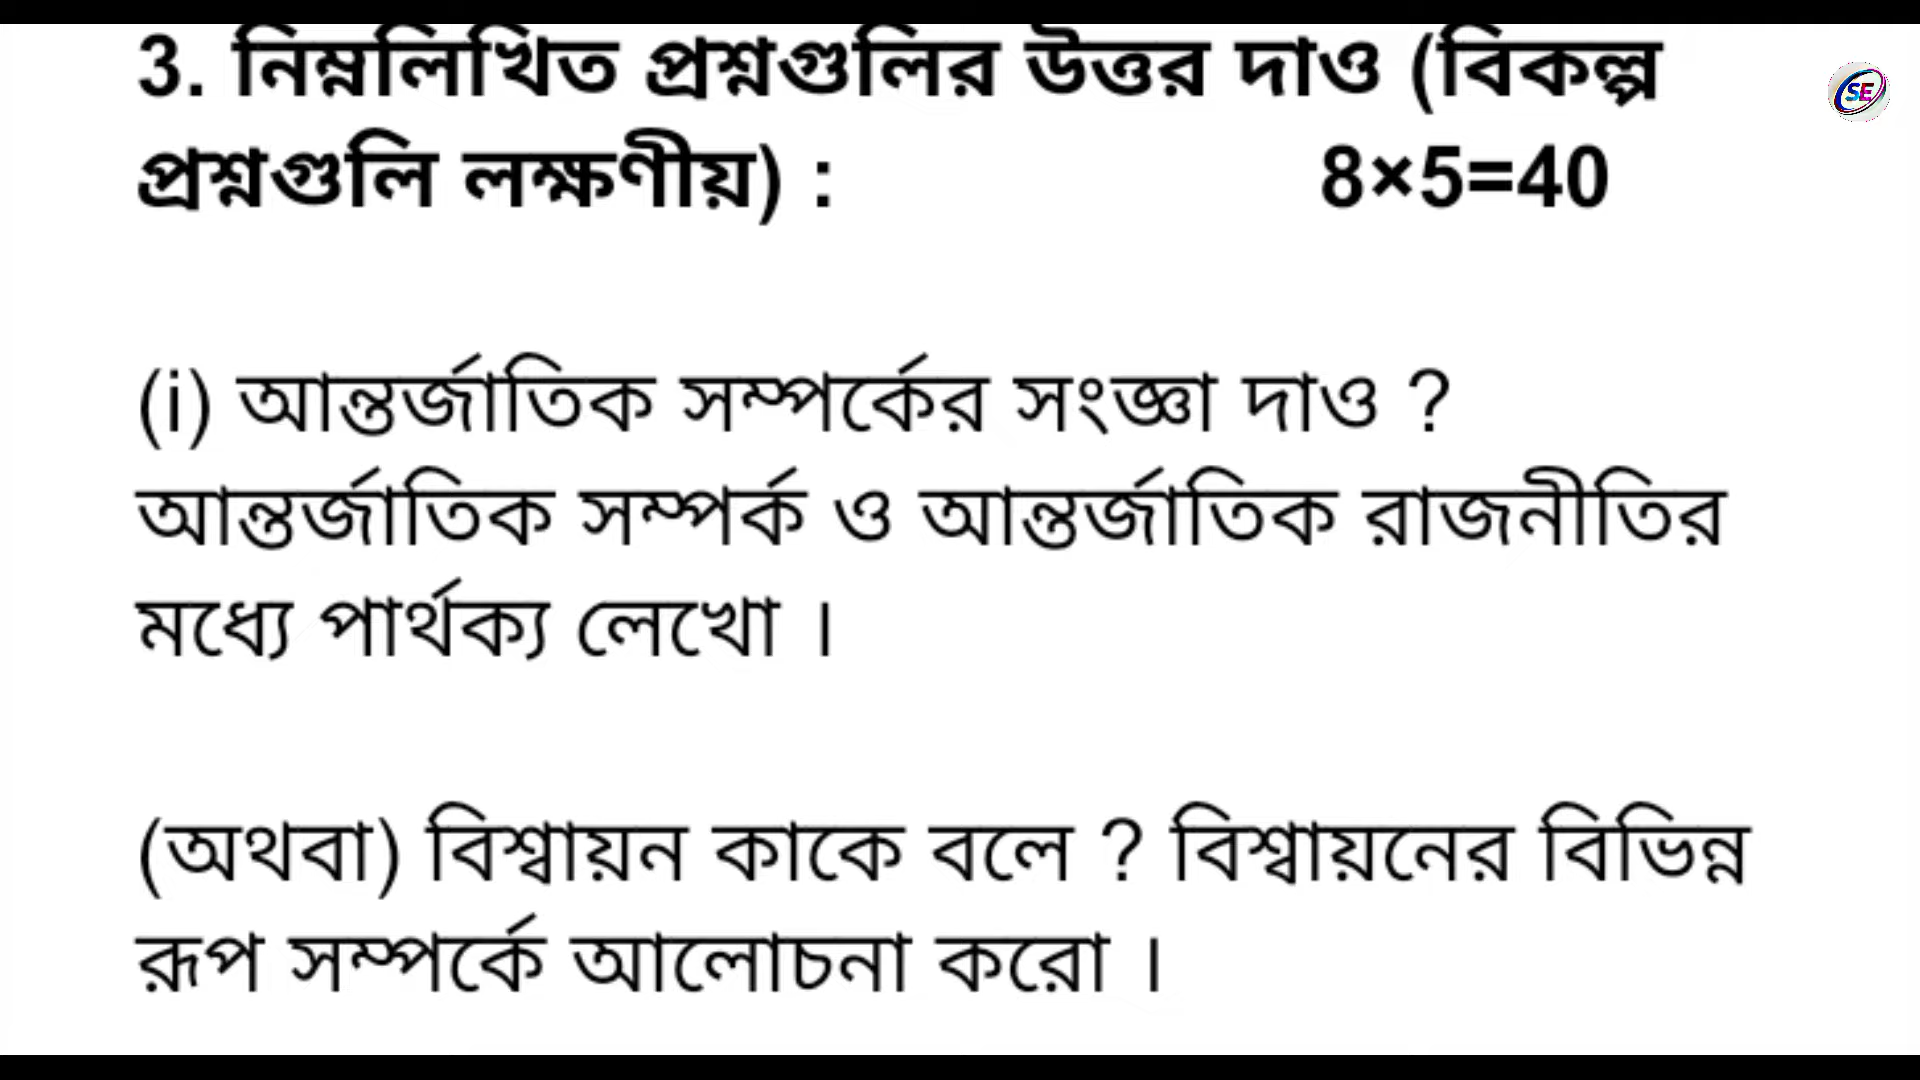 3. নিম্নলিখিত প্রশ্নগুলির উত্তর দাও (বিকল্প
প্রশ্নগুলি লক্ষণীয়) : 8×5=40
SE
(i) আন্তর্জাতিক সম্পর্কের সংজ্ঞা দাও ?
আন্তর্জাতিক সম্পর্ক ও আন্তর্জাতিক রাজনীতির
মধ্যে পার্থক্য লেখো ।
(অথবা) বিশ্বায়ন কাকে বলে ? বিশ্বায়নের বিভিন্ন
রূপ সম্পর্কে আলোচনা করো ।